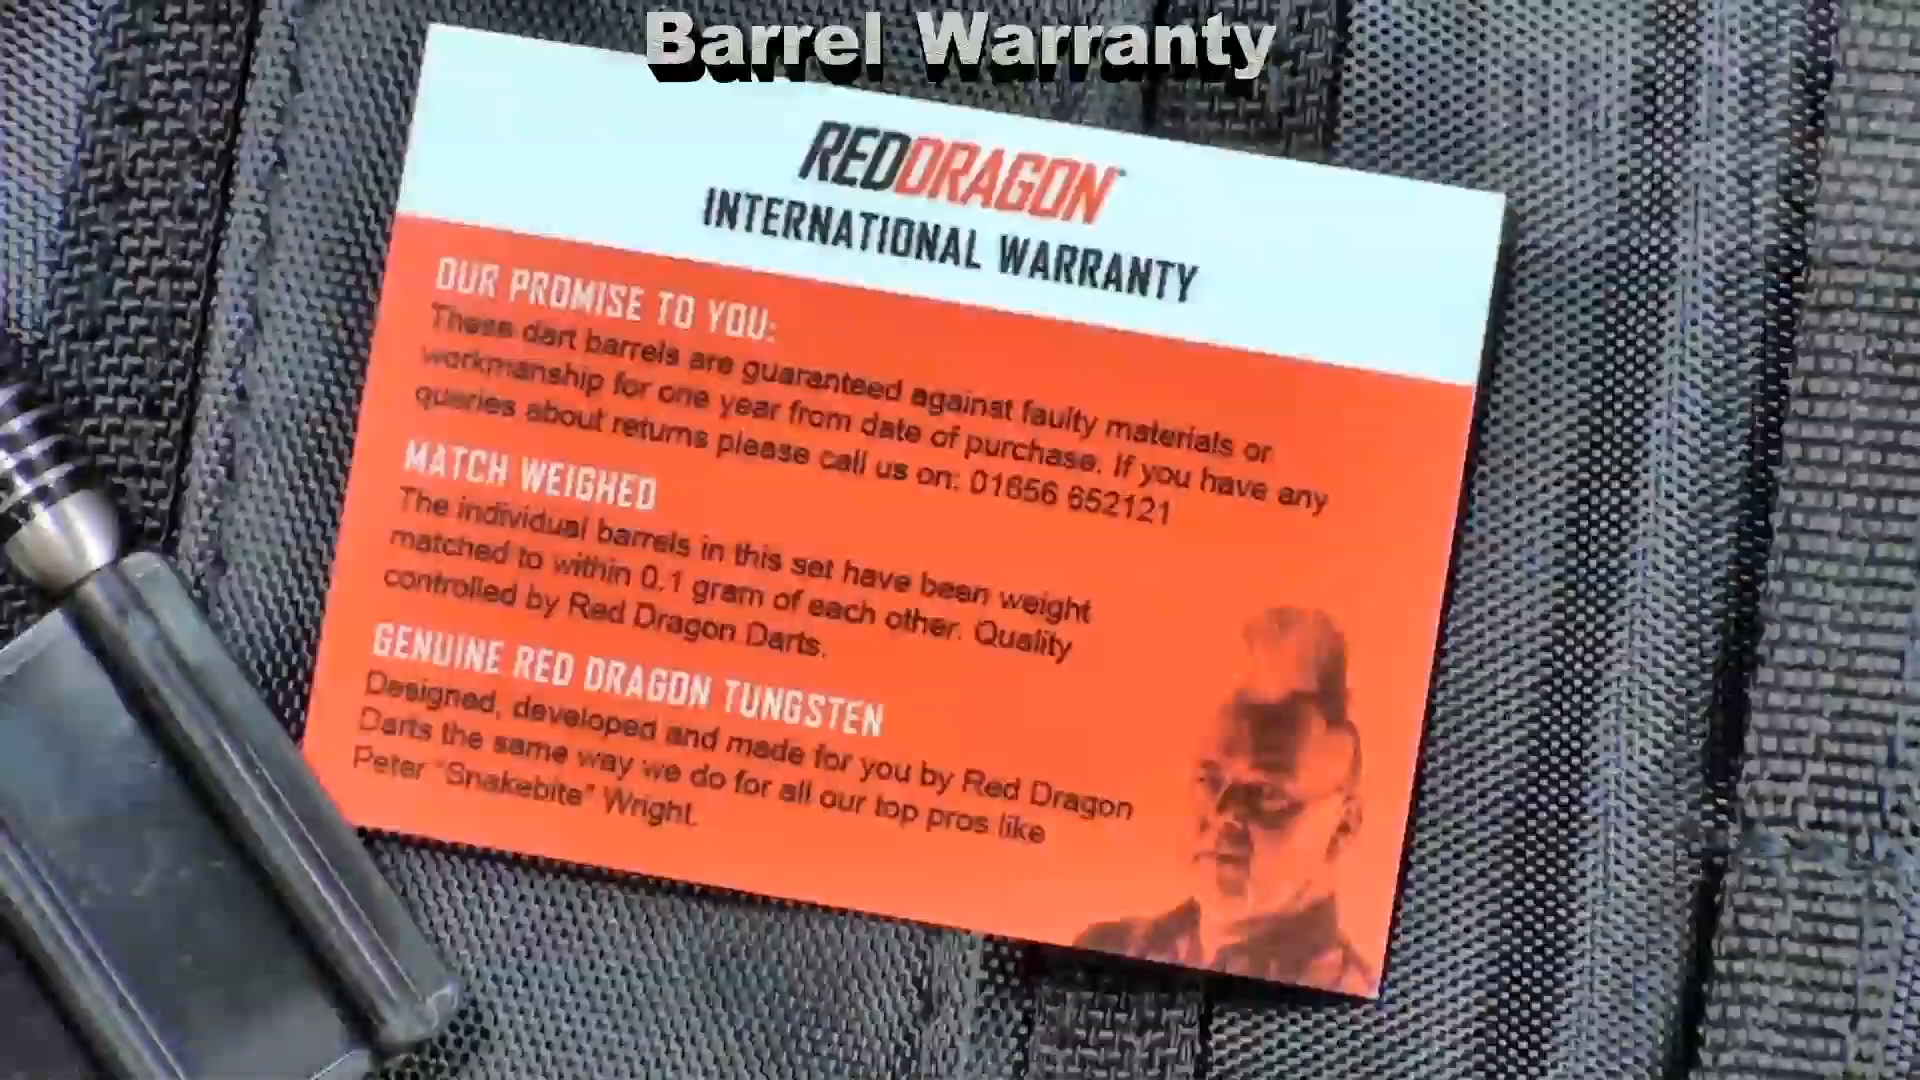 Barrel Warranty
REDDRAGON™
INTERNATIONAL WARRANTY
OUR PROMISE TO YOU:
These dart barrels are guaranteed against faulty materials or
workmanship for one year from date of purchase. If you have any
queries about returns please call us on: 01656 652121
MATCH WEIGHED
The individual barrels in this set have been weight
matched to within 0.1 gram of each other. Quality
controlled by Red Dragon Darts.
GENUINE RED DRAGON TUNGSTEN
Designed, developed and made for you by Red Dragon
Darts the same way we do for all our top pros like
Peter "Snakebite" Wright.